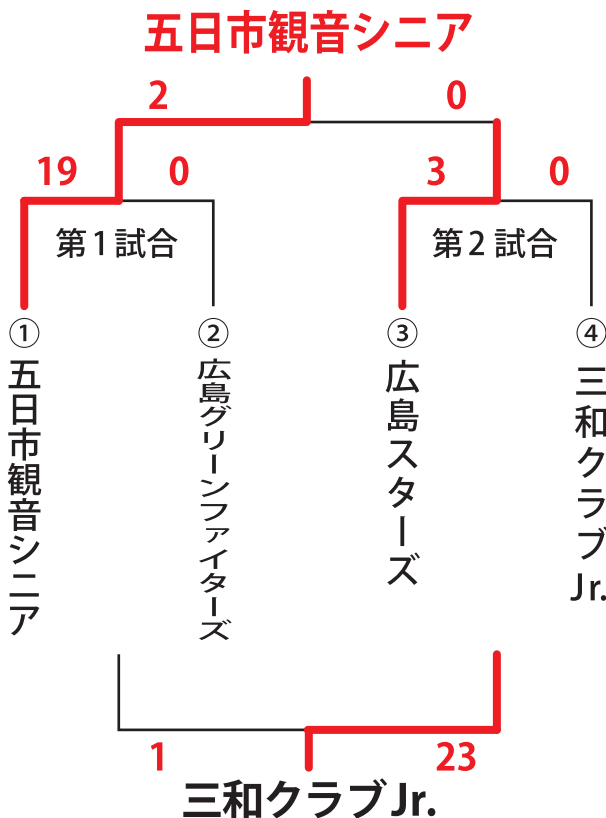 五日市観音シニア
2 0
19 0 3 0
第1試合 第2試合
① ② ③ ④
五日市観音シニア
広島グリーンファイターズ
広島スターズ
三和クラブJr.
1 23
三和クラブJr.